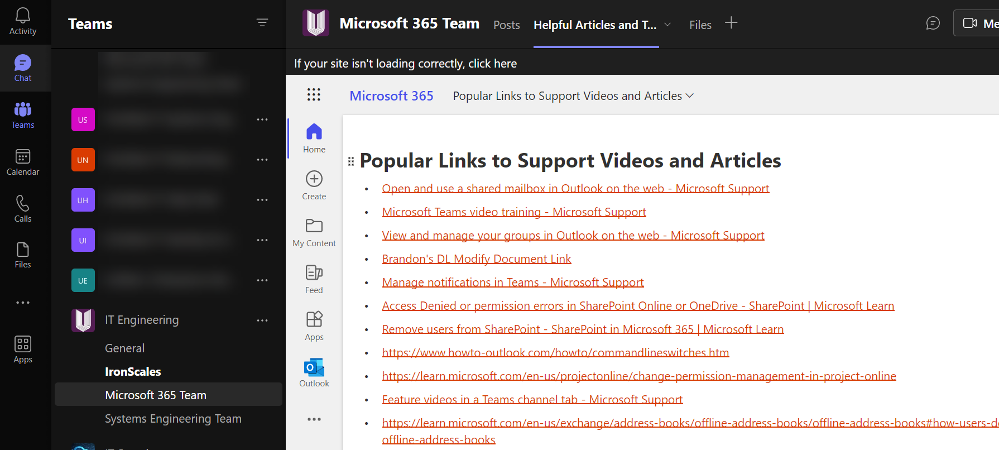 Activity
Chat
Teams
Calendar
Calls
Files
Apps
Teams
US
UN
UH
UI
UE
IT Engineering
General
IronScales
Microsoft 365 Team
Systems Engineering Team
Microsoft 365 Team
Posts
Helpful Articles and T...
Files
If your site isn't loading correctly, click here
Microsoft 365
Popular Links to Support Videos and Articles
Home
Create
My Content
Feed
Apps
Outlook
Popular Links to Support Videos and Articles
• Open and use a shared mailbox in Outlook on the web - Microsoft Support
• Microsoft Teams video training - Microsoft Support
• View and manage your groups in Outlook on the web - Microsoft Support
• Brandon's DL Modify Document Link
• Manage notifications in Teams - Microsoft Support
• Access Denied or permission errors in SharePoint Online or OneDrive - SharePoint | Microsoft Learn
• Remove users from SharePoint - SharePoint in Microsoft 365 | Microsoft Learn
• https://www.howto-outlook.com/howto/commandlineswitches.htm
• https://learn.microsoft.com/en-us/projectonline/change-permission-management-in-project-online
• Feature videos in a Teams channel tab - Microsoft Support
• https://learn.microsoft.com/en-us/exchange/address-books/offline-address-books/offline-address-books#how-users-d
offline-address-books